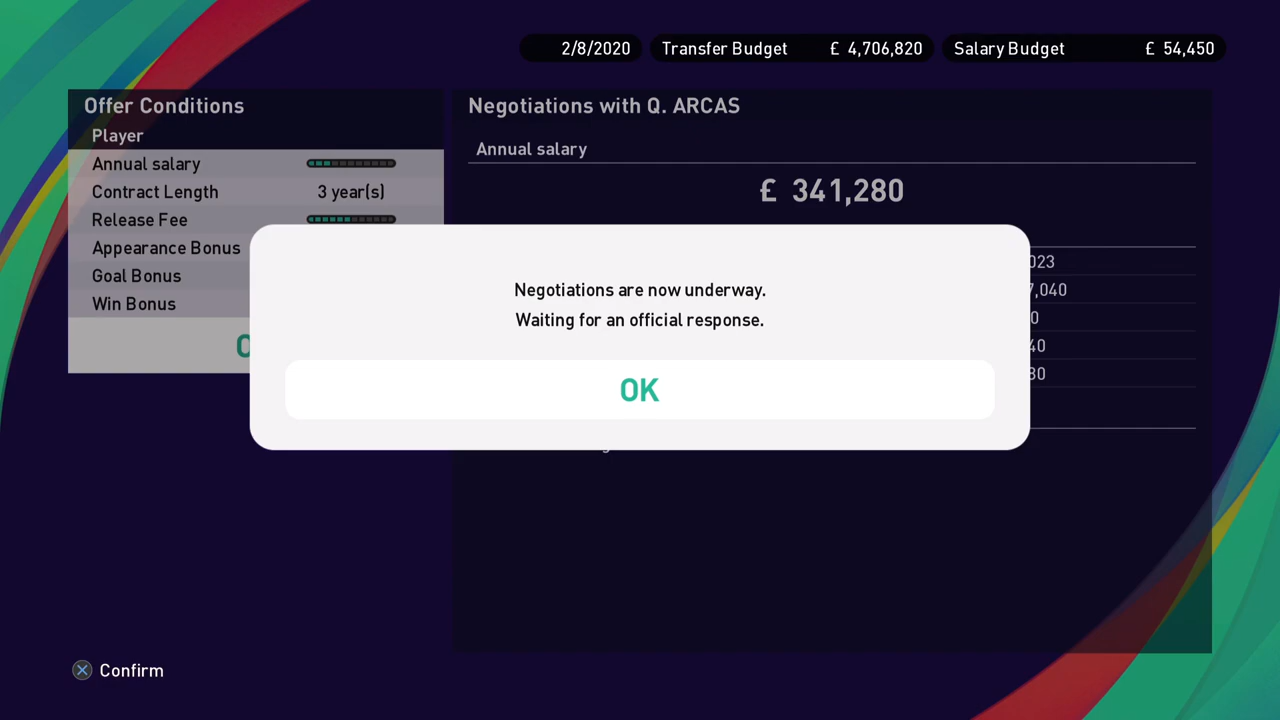 2/8/2020 Transfer Budget £ 4,706,820 Salary Budget £ 54,450
Offer Conditions
Player
Annual salary
Contract Length 3 year(s)
Release Fee
Appearance Bonus
Goal Bonus
Win Bonus
Negotiations with Q. ARCAS
Annual salary
£ 341,280
Negotiations are now underway.
Waiting for an official response.
OK
Confirm